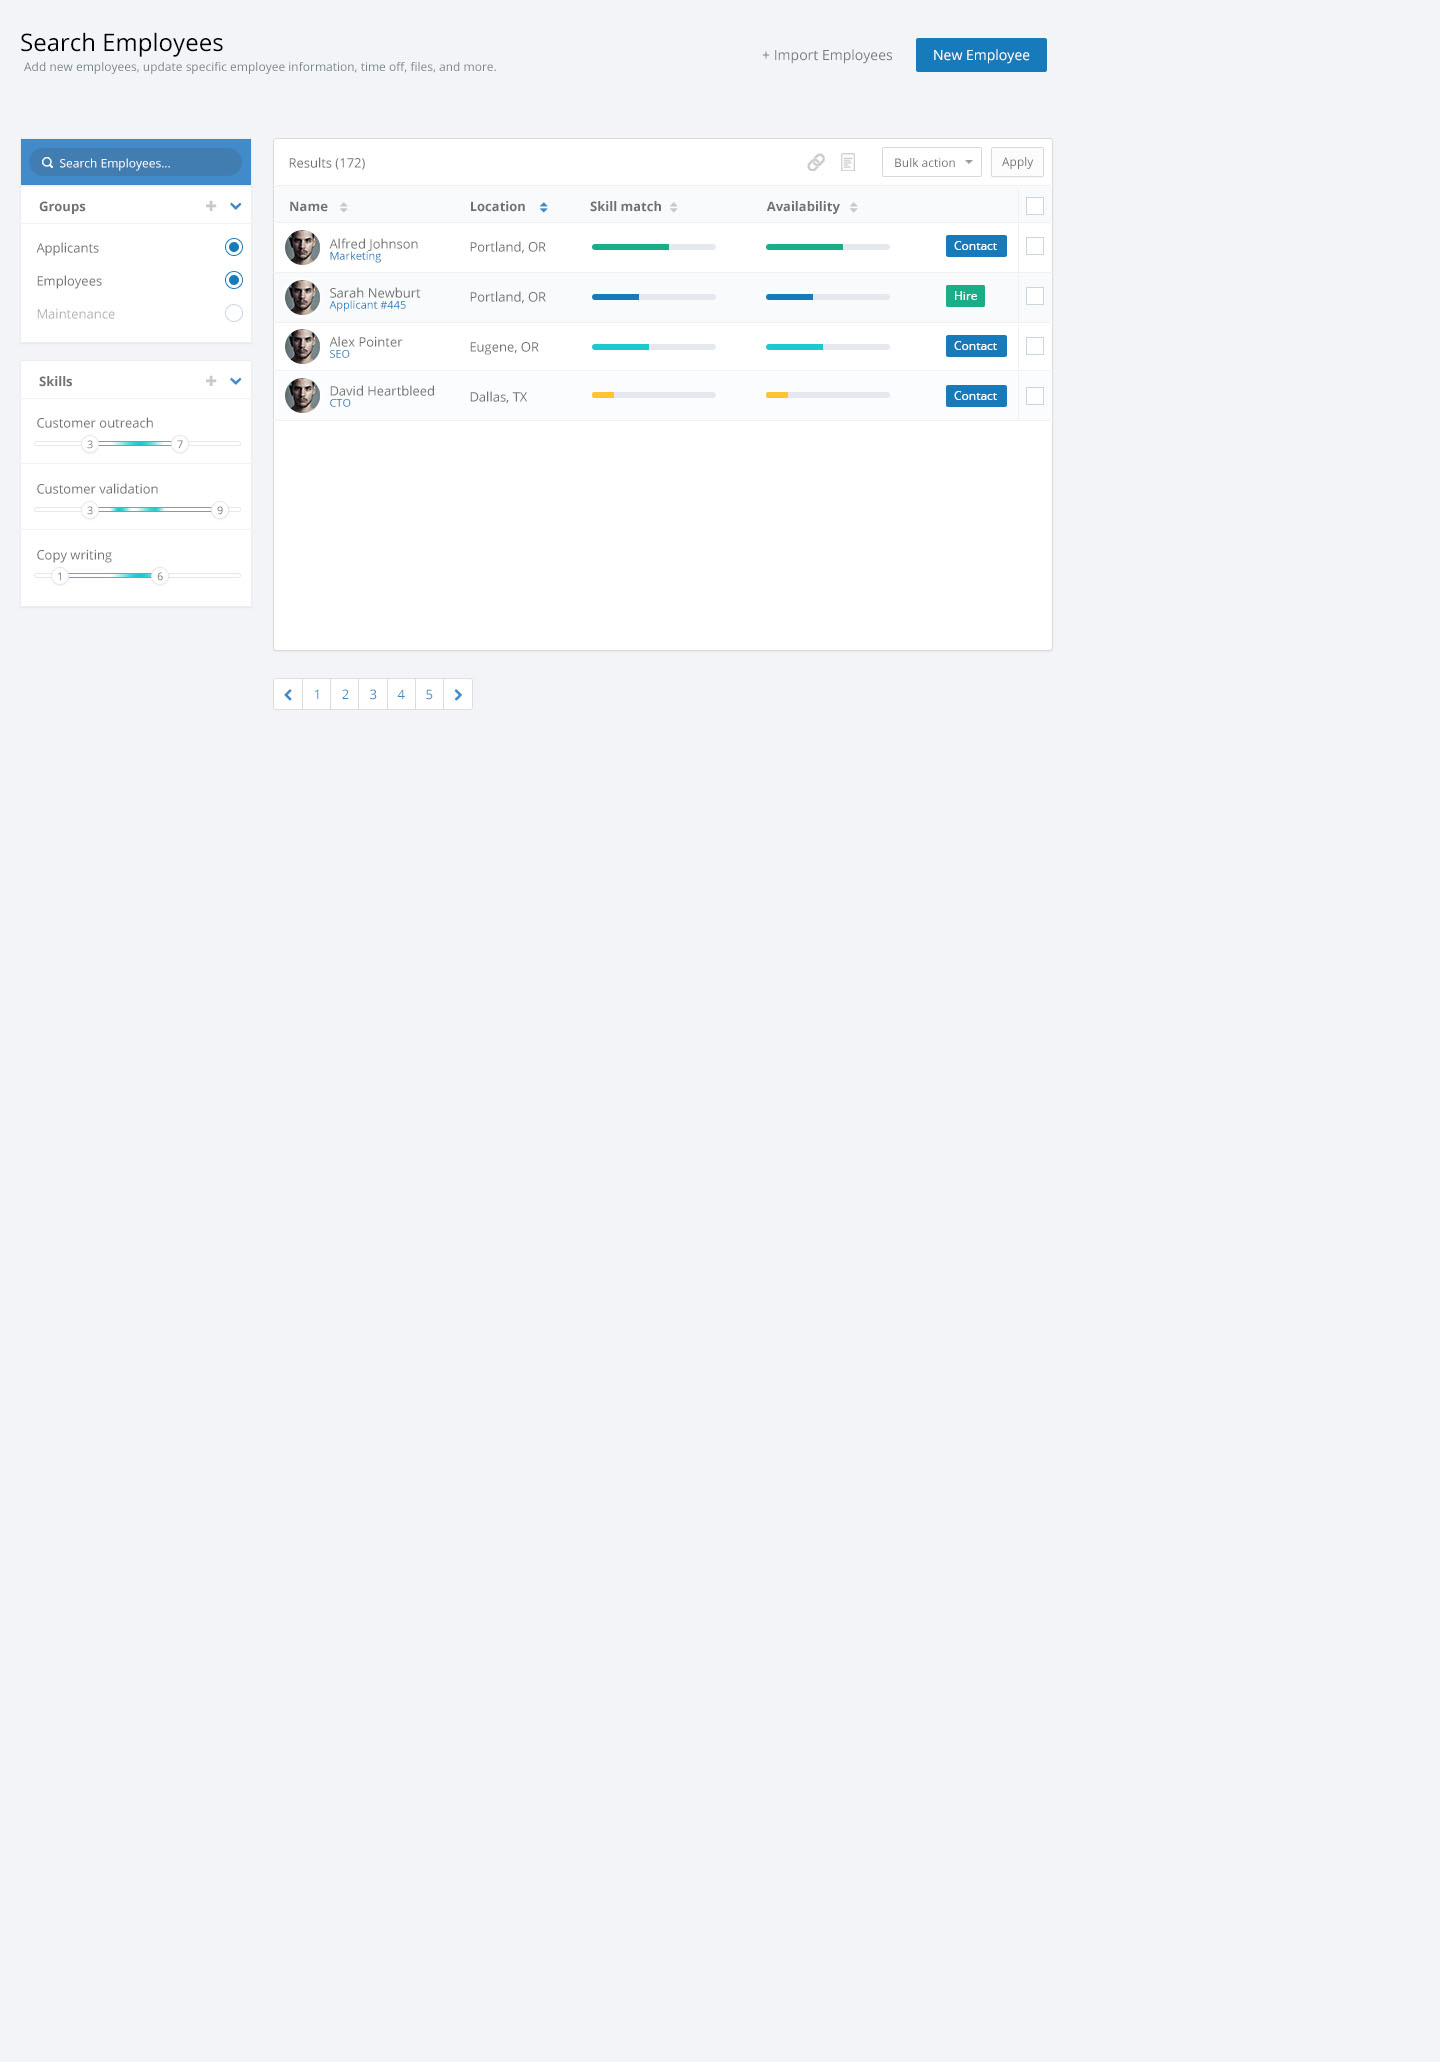 Search Employees
Add new employees, update specific employee information, time off, files, and more.
+ Import Employees
New Employee
Search Employees...
Groups
Applicants
Employees
Maintenance
Skills
Customer outreach
3 7
Customer validation
3 9
Copy writing
1 6
Results (172)
Bulk action
Apply
Name Location Skill match Availability
Alfred Johnson
Marketing
Portland, OR
Contact
Sarah Newburt
Applicant #445
Portland, OR
Hire
Alex Pointer
SEO
Eugene, OR
Contact
David Heartbleed
CTO
Dallas, TX
Contact
1 2 3 4 5